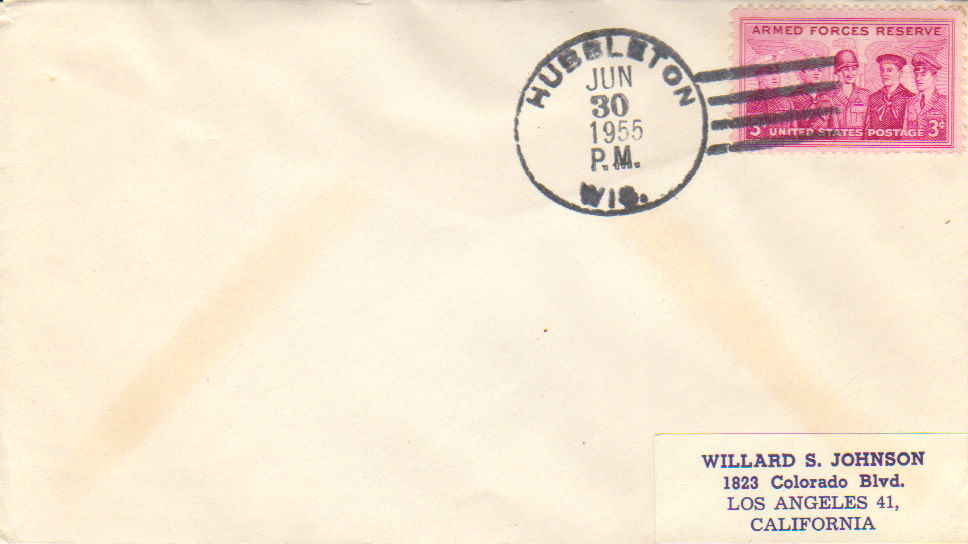 HUBBLETON
JUN
30
1955
P.M.
WIS.
ARMED FORCES RESERVE
3¢ UNITED STATES POSTAGE 3¢
WILLARD S. JOHNSON
1823 Colorado Blvd.
LOS ANGELES 41,
CALIFORNIA